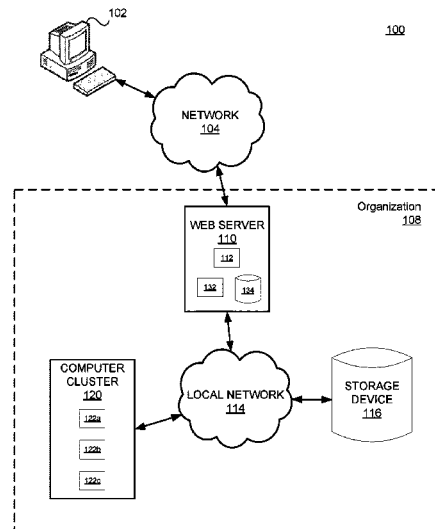 102
100
NETWORK
104
Organization
108
WEB SERVER
110
112
132
134
COMPUTER
CLUSTER
120
122a
122b
122c
LOCAL NETWORK
114
STORAGE
DEVICE
116